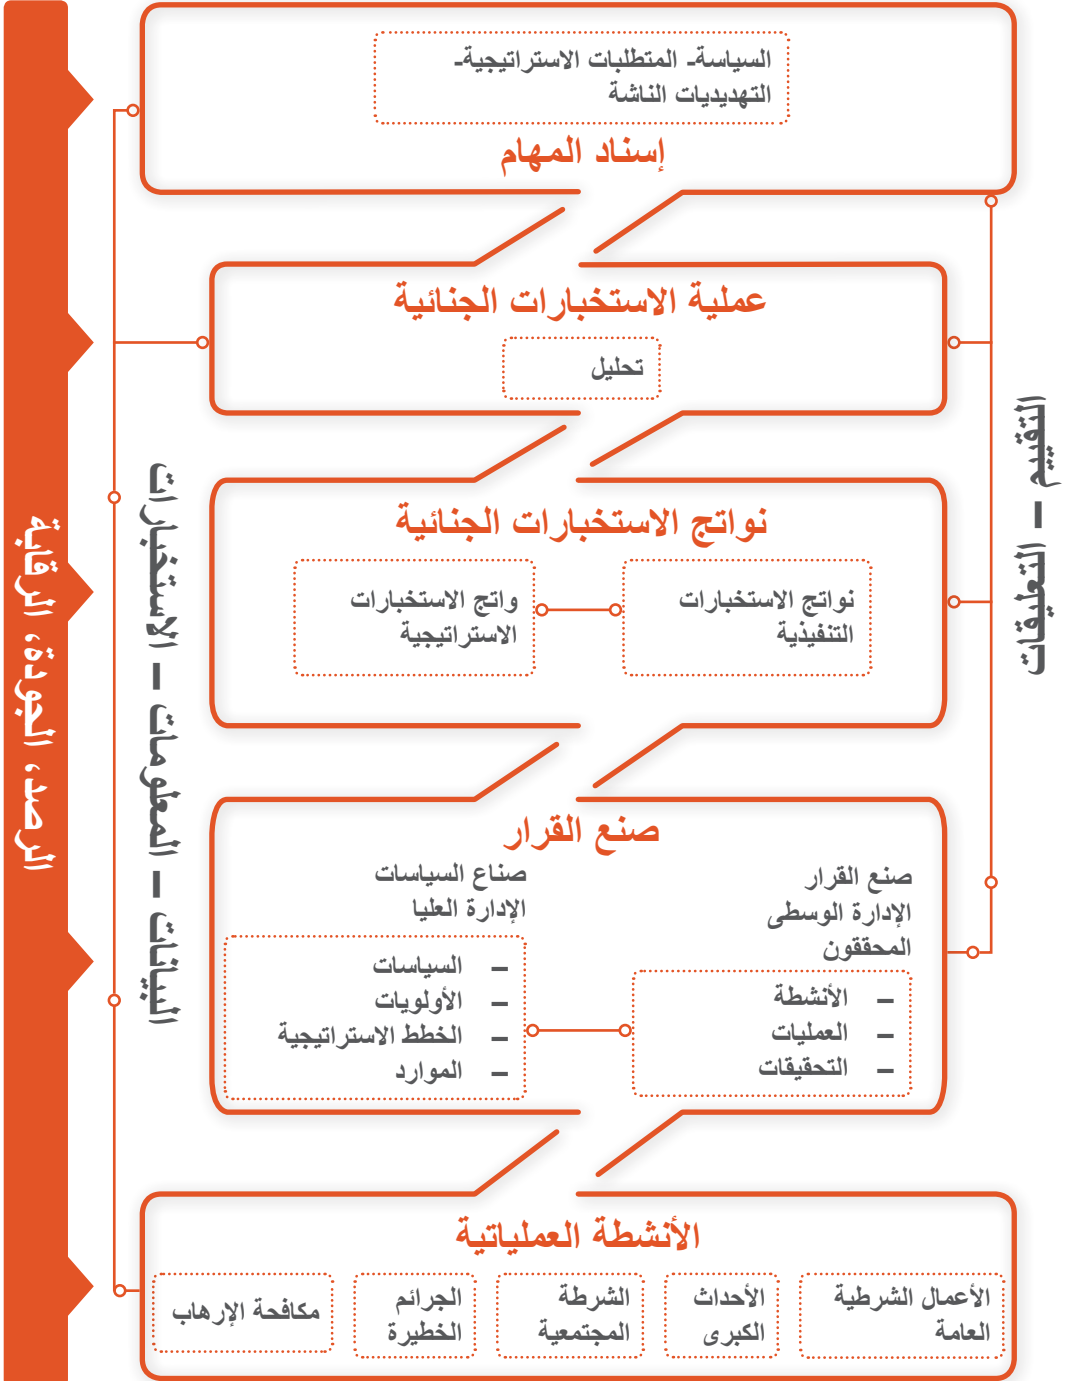 السياسة- المتطلبات الاستراتيجية-
التهديديات الناشة
إسناد المهام
عملية الاستخبارات الجنائية
تحليل
نواتج الاستخبارات الجنائية
نواتج الاستخبارات
التنفيذية
واتج الاستخبارات
الاستراتيجية
صنع القرار
صنع القرار
الإدارة الوسطى
المحققون
– الأنشطة
– العمليات
– التحقيقات
صناع السياسات
الإدارة العليا
– السياسات
– الأولويات
– الخطط الاستراتيجية
– الموارد
الأنشطة العملياتية
الأعمال الشرطية
العامة
الأحداث
الكبرى
الشرطة
المجتمعية
الجرائم
الخطيرة
مكافحة الإرهاب
التقييم – التعليقات
البيانات – المعلومات – الاستخبارات
الرصد، الجودة، الرقابة